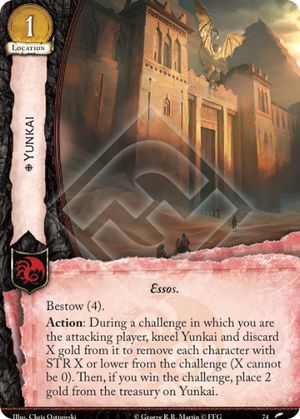 1
LOCATION
YUNKAI
Essos.
Bestow (4).
Action: During a challenge in which you are
the attacking player, kneel Yunkai and discard
X gold from it to remove each character with
STR X or lower from the challenge (X cannot
be 0). Then, if you win the challenge, place 2
gold from the treasury on Yunkai.
Illus. Chris Ostrowski
© George R.R. Martin © FFG
74